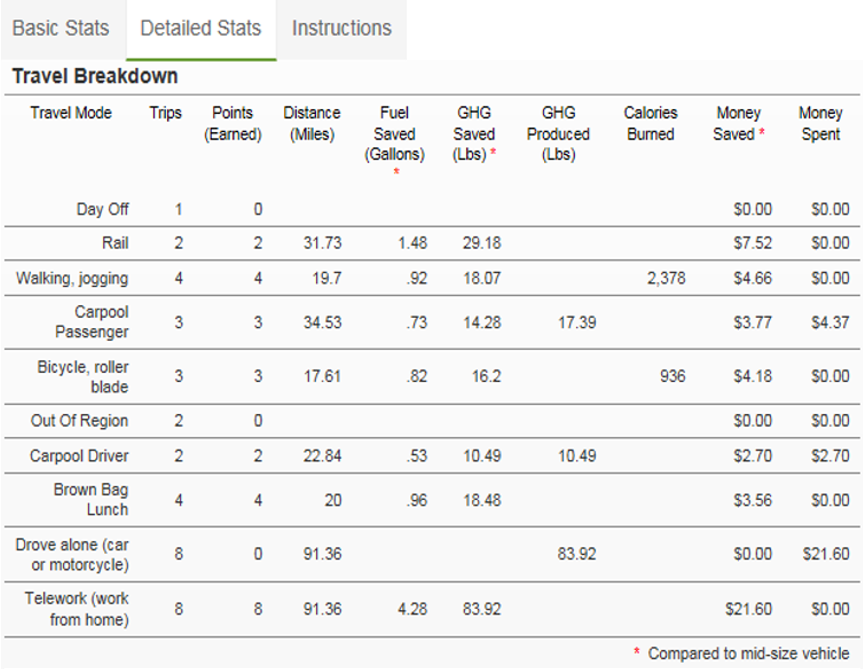 Basic Stats Detailed Stats Instructions
Travel Breakdown
Travel Mode Trips Points Distance Fuel GHG GHG Calories Money Money
(Earned) (Miles) Saved Saved Produced Burned Saved * Spent
(Gallons) (Lbs) * (Lbs)
*
Day Off 1 0 $0.00 $0.00
Rail 2 2 31.73 1.48 29.18 $7.52 $0.00
Walking, jogging 4 4 19.7 .92 18.07 2,378 $4.66 $0.00
Carpool
Passenger 3 3 34.53 .73 14.28 17.39 $3.77 $4.37
Bicycle, roller
blade 3 3 17.61 .82 16.2 936 $4.18 $0.00
Out Of Region 2 0 $0.00 $0.00
Carpool Driver 2 2 22.84 .53 10.49 10.49 $2.70 $2.70
Brown Bag
Lunch 4 4 20 .96 18.48 $3.56 $0.00
Drove alone (car
or motorcycle) 8 0 91.36 83.92 $0.00 $21.60
Telework (work
from home) 8 8 91.36 4.28 83.92 $21.60 $0.00
* Compared to mid-size vehicle